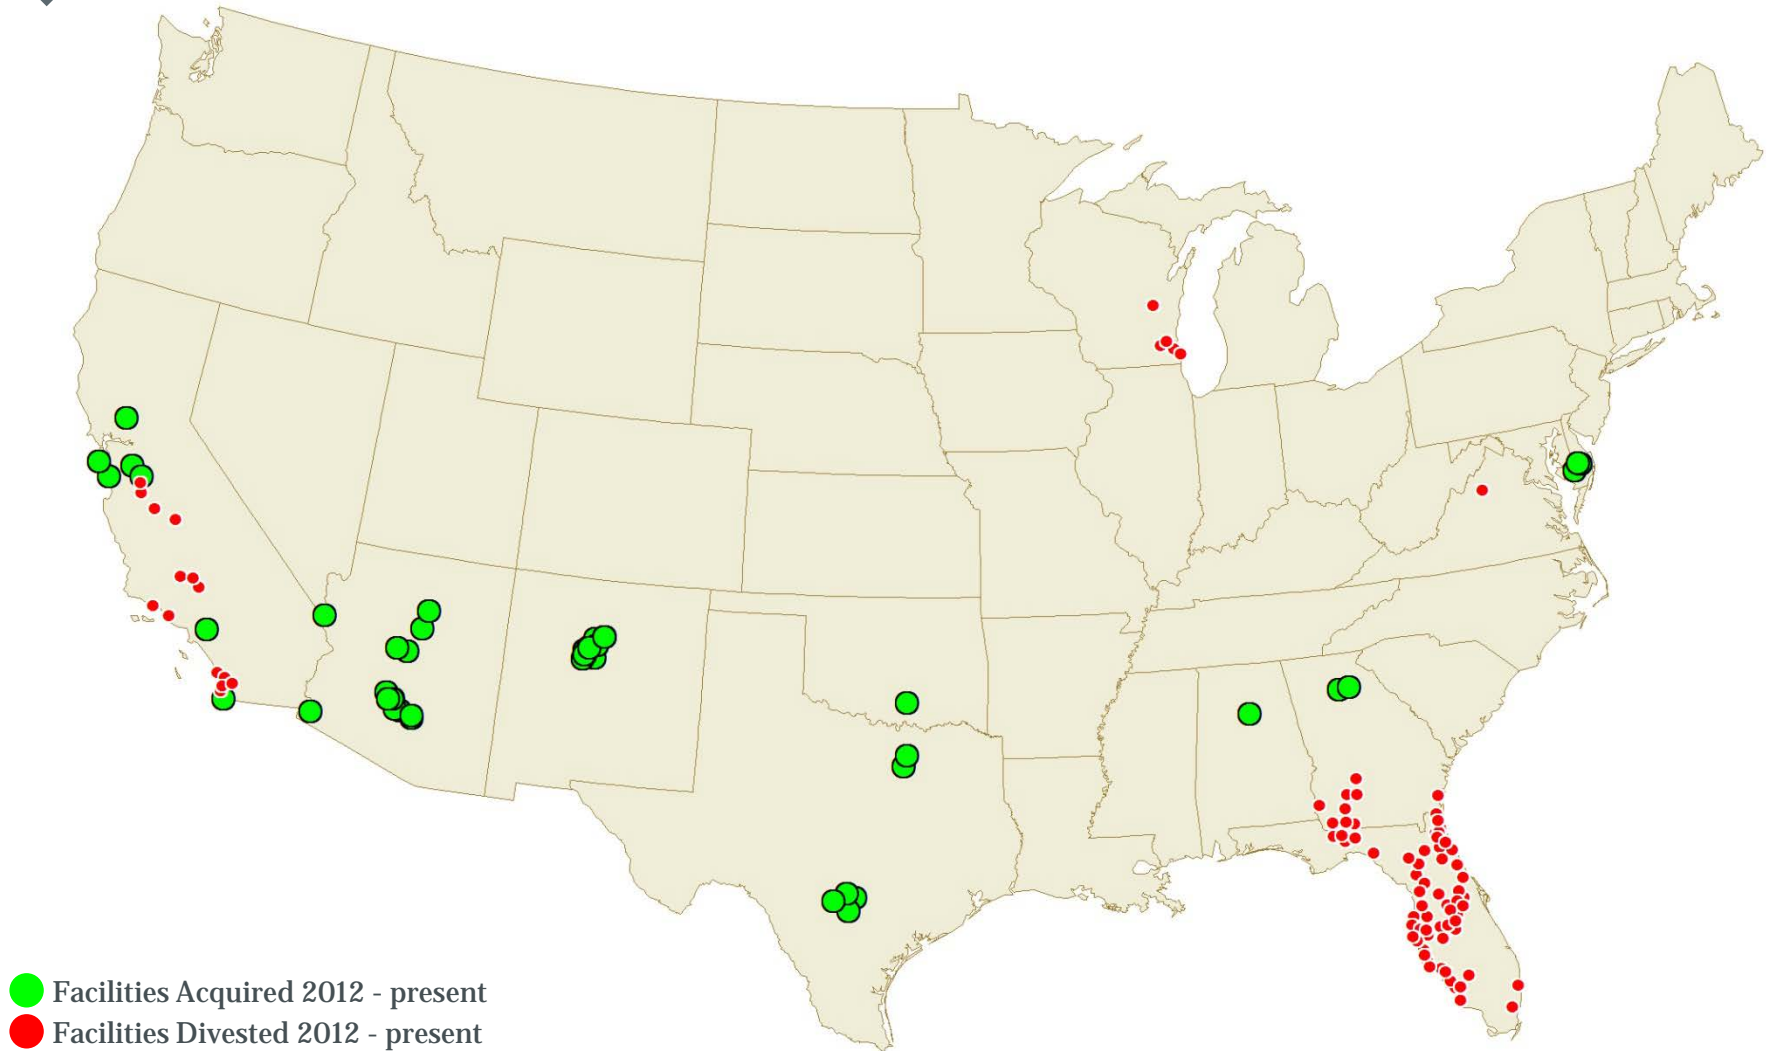 Facilities Acquired 2012 - present
Facilities Divested 2012 - present